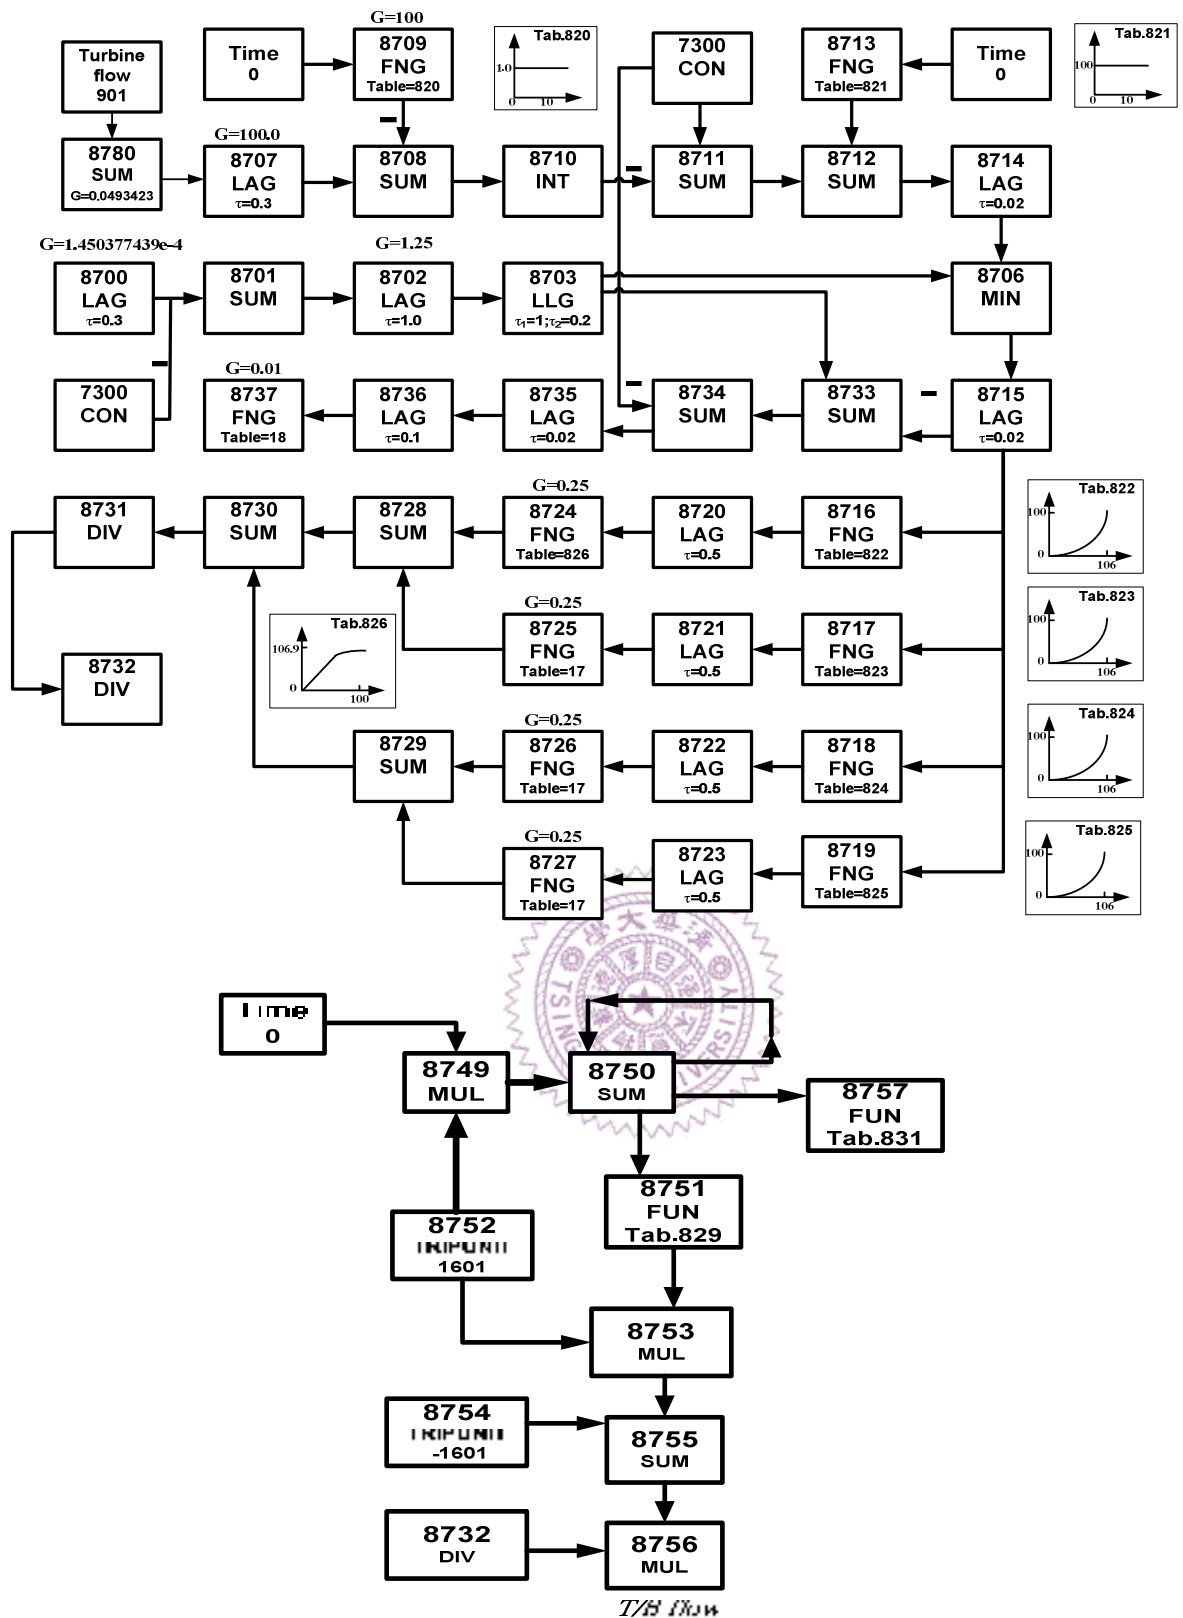 G=100
Turbine
flow
901
Time
0
8709
FNG
Table=820
Tab.820
1.0
0
10
7300
CON
8713
FNG
Table=821
Time
0
Tab.821
100
0
10
8780
SUM
G=0.0493423
G=100.0
8707
LAG
τ=0.3
8708
SUM
8710
INT
8711
SUM
8712
SUM
8714
LAG
τ=0.02
G=1.450377439e-4
8700
LAG
τ=0.3
8701
SUM
G=1.25
8702
LAG
τ=1.0
8703
LLG
τ1=1;τ2=0.2
8706
MIN
7300
CON
G=0.01
8737
FNG
Table=18
8736
LAG
τ=0.1
8735
LAG
τ=0.02
8734
SUM
8733
SUM
8715
LAG
τ=0.02
8731
DIV
8730
SUM
8728
SUM
G=0.25
8724
FNG
Table=826
8720
LAG
τ=0.5
8716
FNG
Table=822
Tab.822
100
0
106
8732
DIV
Tab.826
106.9
0
100
G=0.25
8725
FNG
Table=17
8721
LAG
τ=0.5
8717
FNG
Table=823
Tab.823
100
0
106
8729
SUM
G=0.25
8726
FNG
Table=17
8722
LAG
τ=0.5
8718
FNG
Table=824
Tab.824
100
0
106
G=0.25
8727
FNG
Table=17
8723
LAG
τ=0.5
8719
FNG
Table=825
Tab.825
100
0
106
Time
0
8749
MUL
8750
SUM
8757
FUN
Tab.831
8751
FUN
Tab.829
8752
TRIPUNIT
1601
8753
MUL
8754
TRIPUNIT
-1601
8755
SUM
8732
DIV
8756
MUL
T/B flow